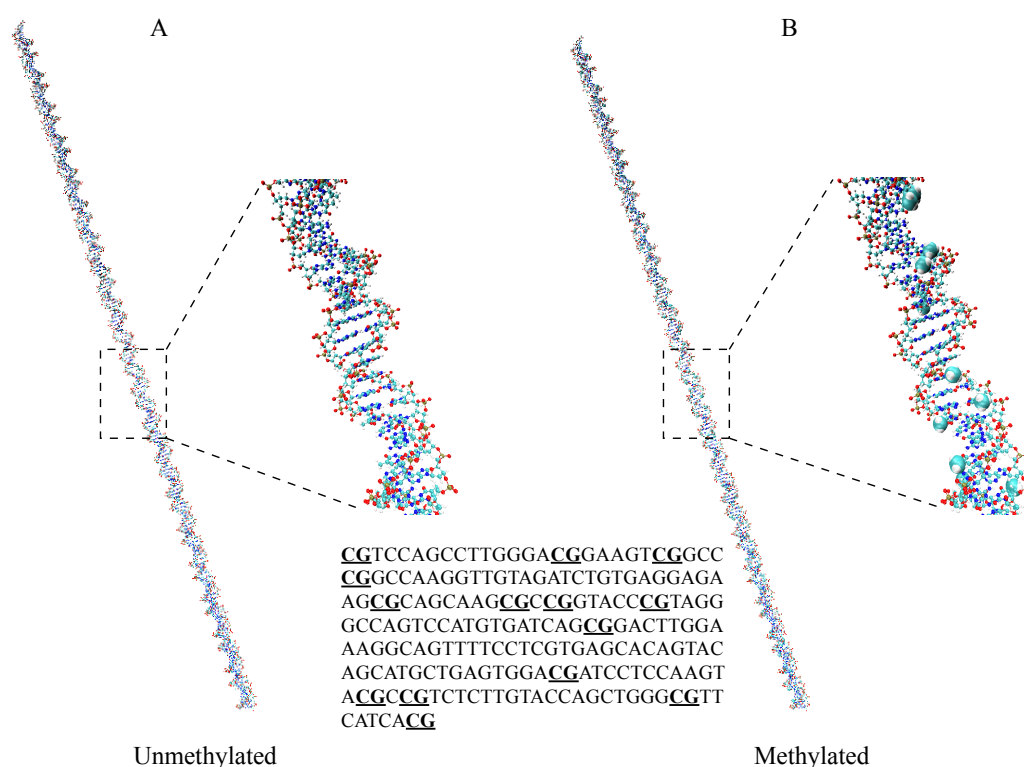 A
B
CGTCCAGCCTTGGGACGGAAGTCGGCC
CGGCCAAGGTTGTAGATCTGTGAGGAGA
AGCGCAGCAAGCGCCGGTACCCGTAGG
GCCAGTCCATGTGATCAGCGGACTTGGA
AAGGCAGTTTTCCTCGTGAGCACAGTAC
AGCATGCTGAGTGGACGATCCTCCAAGT
ACGCCGTCTCTTGTACCAGCTGGGCGTT
CATCACG
Unmethylated
Methylated